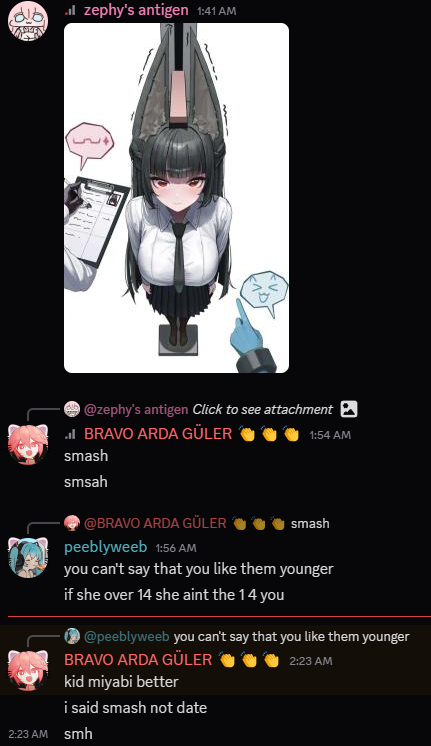 zephy's antigen 1:41 AM
@zephy's antigen Click to see attachment
BRAVO ARDA GÜLER 👏 👏 👏 1:54 AM
smash
smsah
@BRAVO ARDA GÜLER 👏 👏 👏 smash
peeblyweeb 1:56 AM
you can't say that you like them younger
if she over 14 she aint the 1 4 you
@peeblyweeb you can't say that you like them younger
BRAVO ARDA GÜLER 👏 👏 👏 2:23 AM
kid miyabi better
i said smash not date
2:23 AM smh